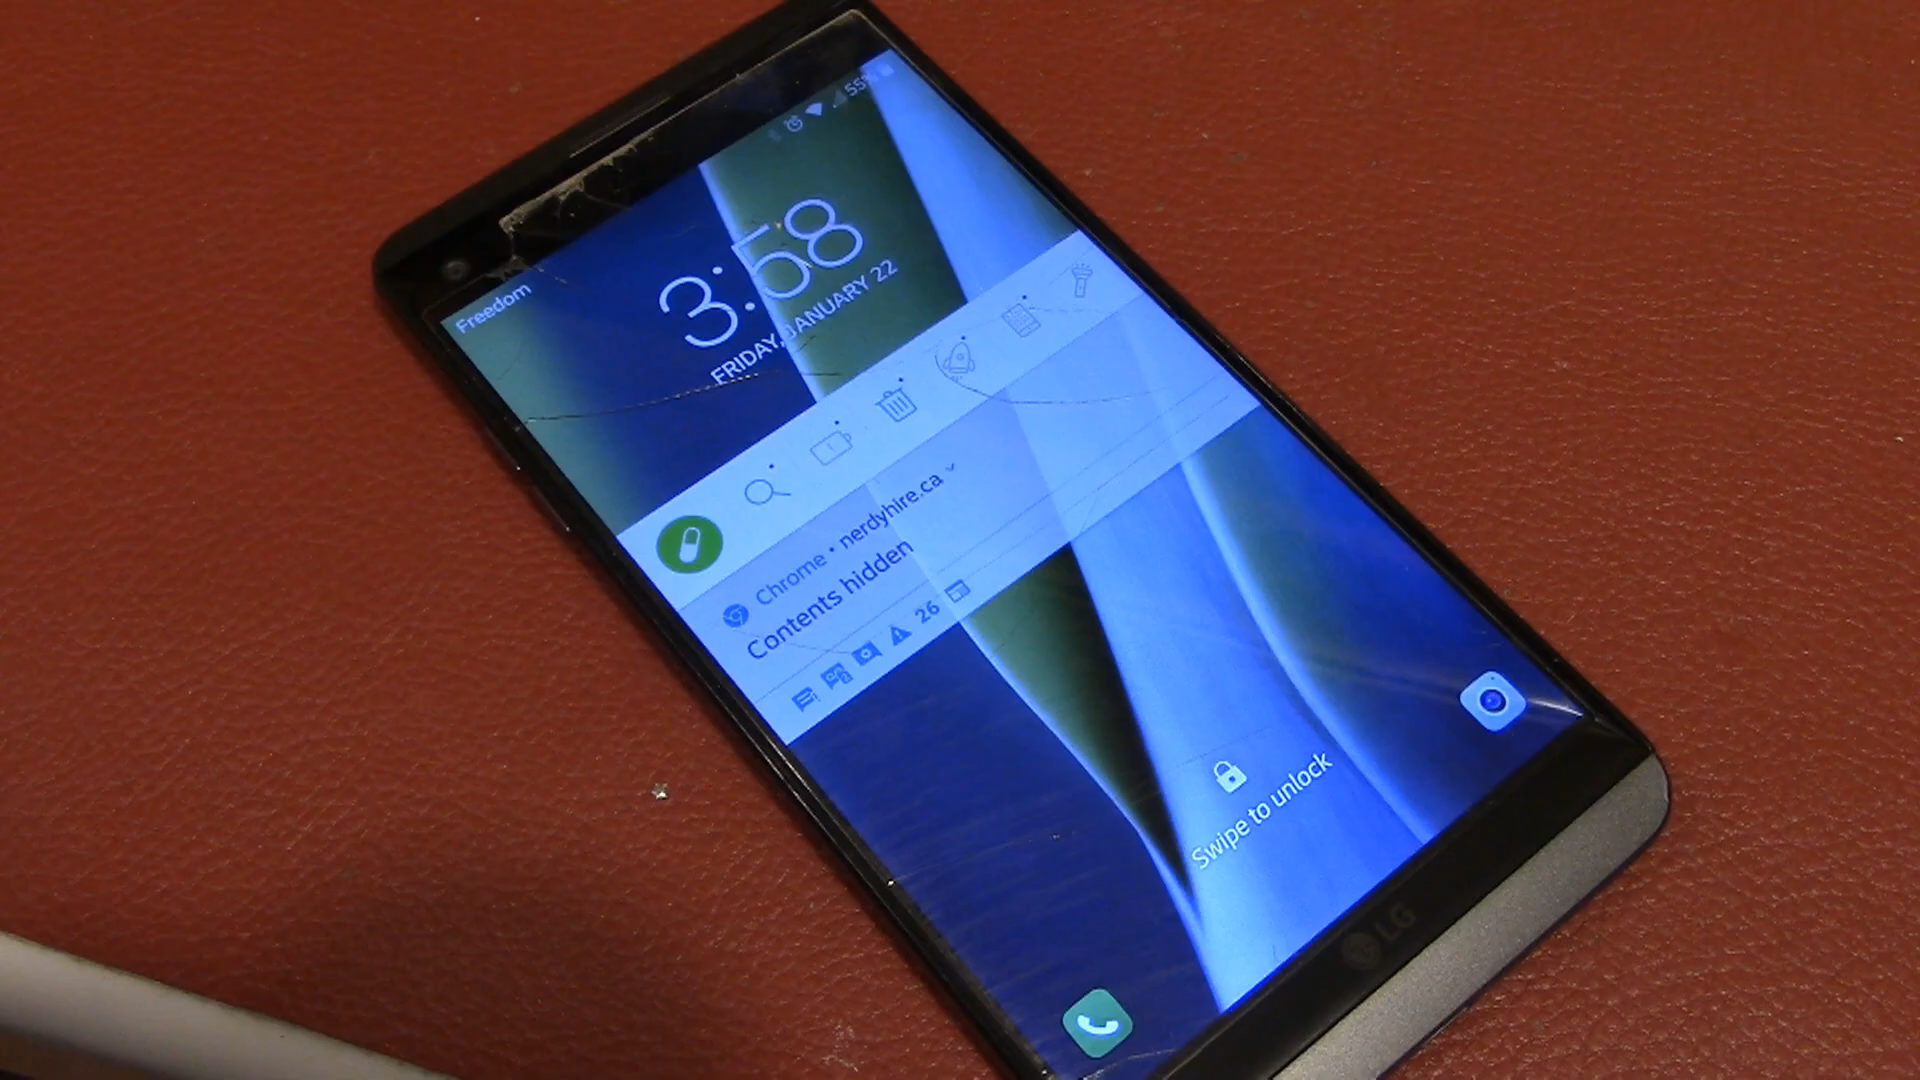 Freedom
55%
3:58
FRIDAY, JANUARY 22
Chrome • nerdyhire.ca
Contents hidden
26
Swipe to unlock
LG